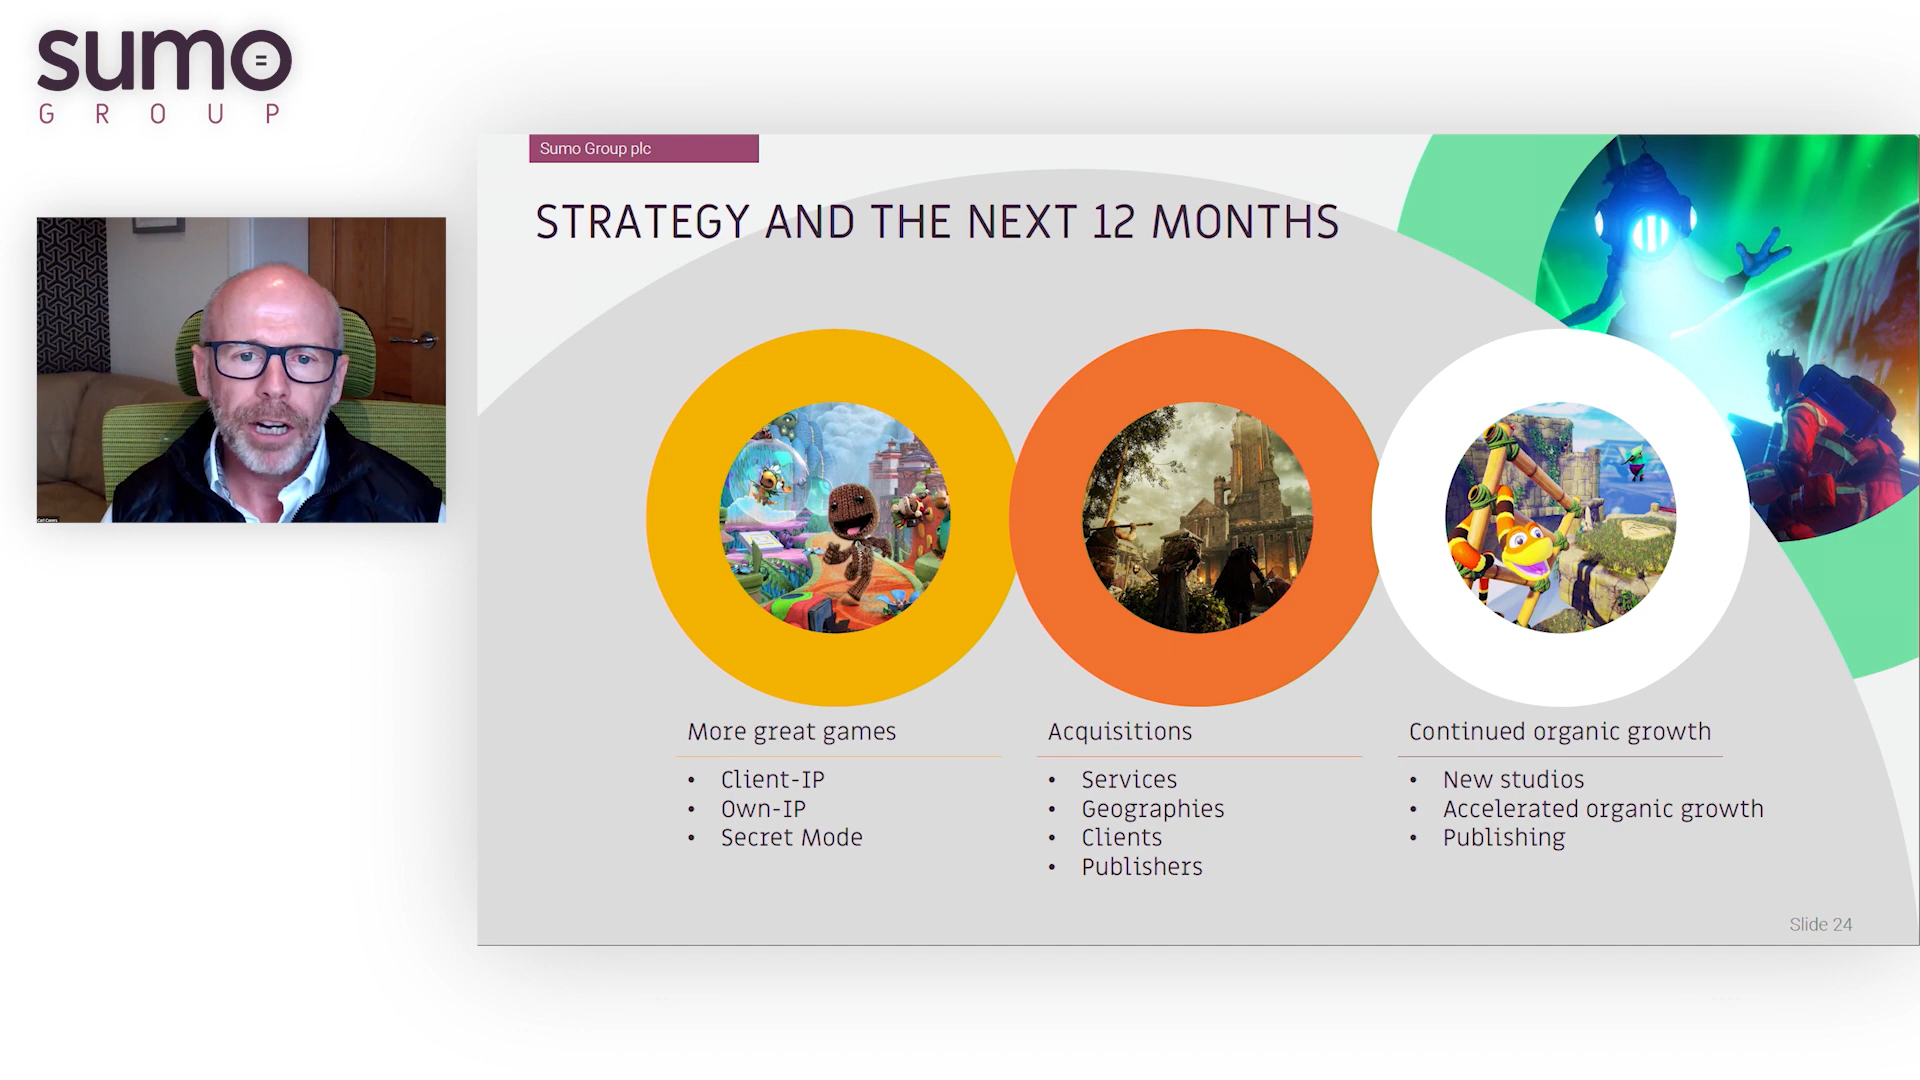 sumo
GROUP
Sumo Group plc
STRATEGY AND THE NEXT 12 MONTHS
More great games
• Client-IP
• Own-IP
• Secret Mode
Acquisitions
• Services
• Geographies
• Clients
• Publishers
Continued organic growth
• New studios
• Accelerated organic growth
• Publishing
Slide 24